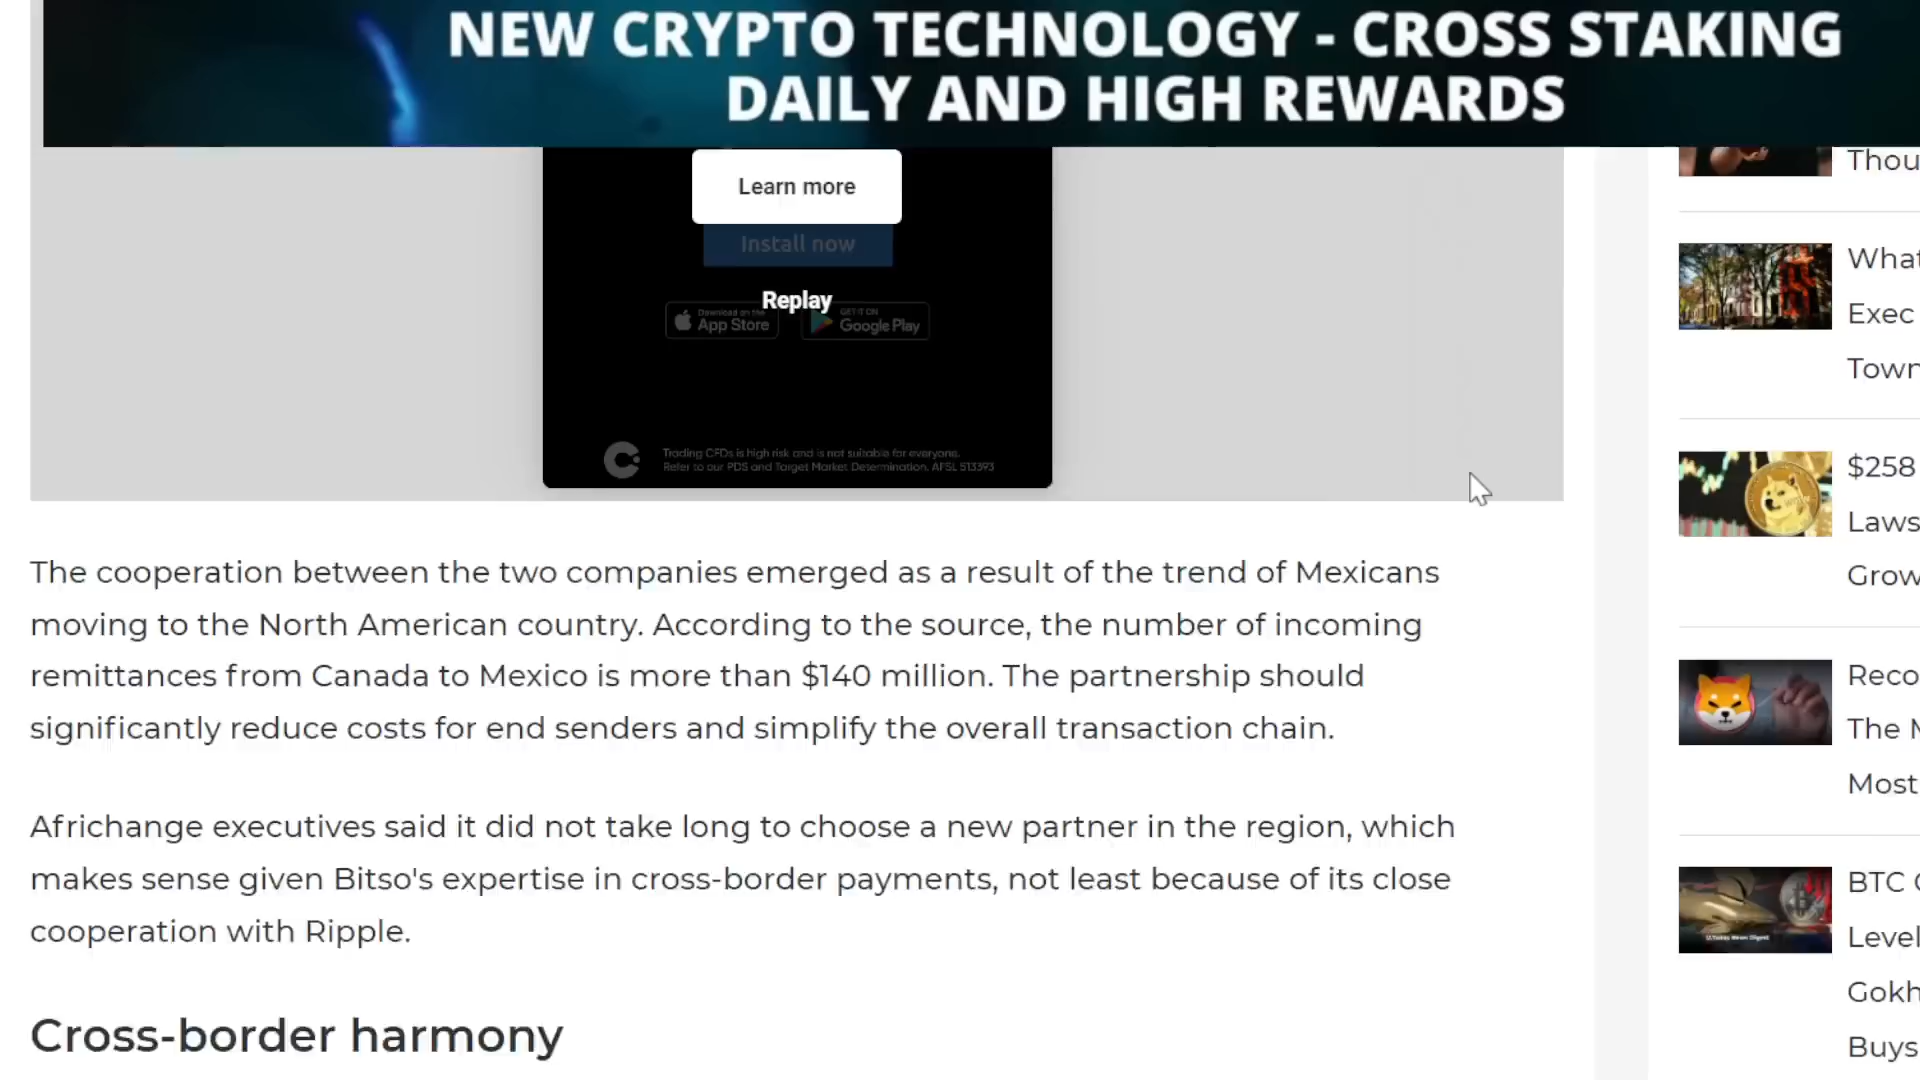 NEW CRYPTO TECHNOLOGY - CROSS STAKING
DAILY AND HIGH REWARDS
Learn more
Install now
Replay
Download on the
App Store
GET IT ON
Google Play
Trading CFDs is high risk and is not suitable for everyone.
Refer to our PDS and Target Market Determination. AFSL 513393
The cooperation between the two companies emerged as a result of the trend of Mexicans
moving to the North American country. According to the source, the number of incoming
remittances from Canada to Mexico is more than $140 million. The partnership should
significantly reduce costs for end senders and simplify the overall transaction chain.
Africhange executives said it did not take long to choose a new partner in the region, which
makes sense given Bitso's expertise in cross-border payments, not least because of its close
cooperation with Ripple.
Cross-border harmony
Thou
What
Exec
Town
$258
Laws
Grow
Reco
The M
Most
BTC
Level
Gokh
Buys